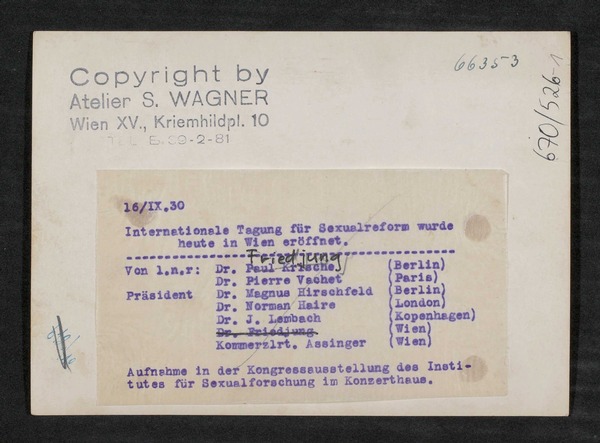 Copyright by
Atelier S. WAGNER
Wien XV., Kriemhildpl. 10
66353
670/526-1
16/IX.30
Internationale Tagung für Sexualreform wurde
heute in Wien eröffnet.
Friedjung
Von l.n.r: Dr. Paul (Berlin)
Dr. Pierre Vachet (Paris)
Präsident Dr. Magnus Hirschfeld (Berlin)
Dr. Norman Haire (London)
Dr. J. Lembach (Kopenhagen)
Dr. Friedjung (Wien)
Kommerzlrt. Assinger (Wien)
Aufnahme in der Kongressausstellung des Insti-
tutes für Sexualforschung im Konzerthaus.